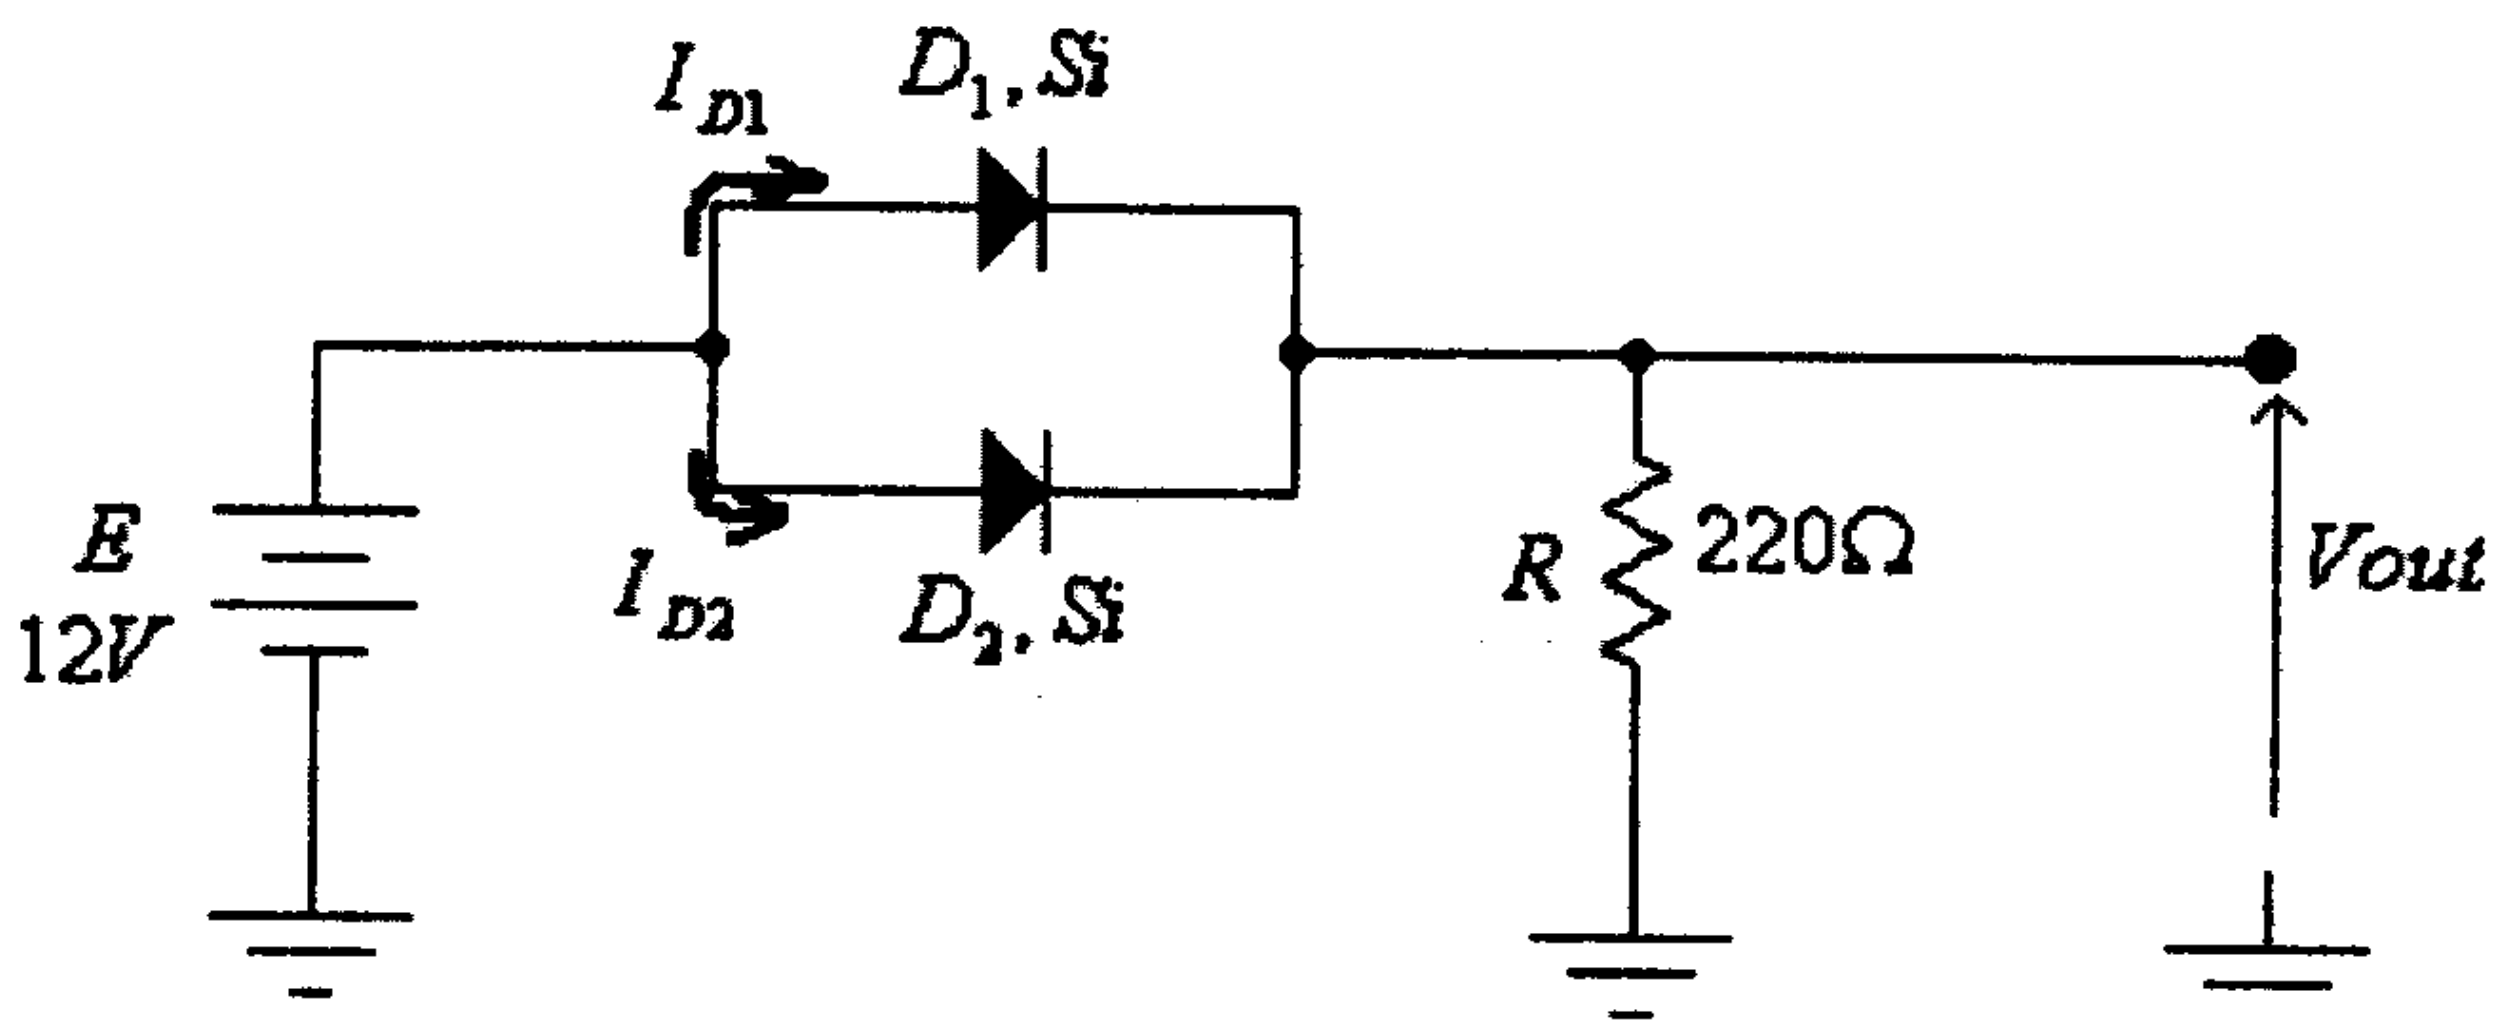 I_D1
D_1, Si
E
12V
I_D2
D_2, Si
R
220Ω
Vout